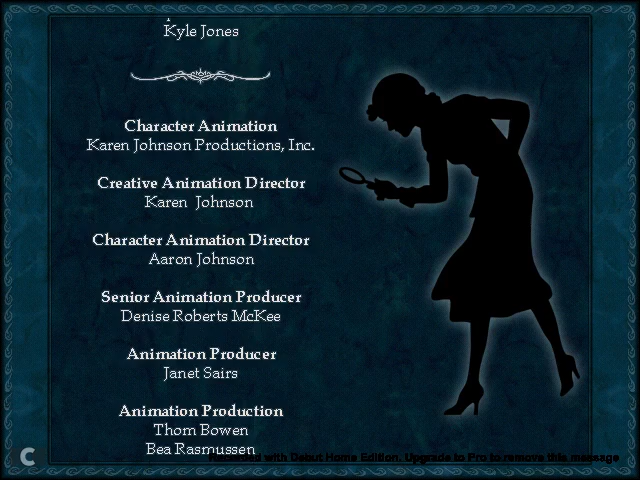 Kyle Jones
Character Animation
Karen Johnson Productions, Inc.
Creative Animation Director
Karen Johnson
Character Animation Director
Aaron Johnson
Senior Animation Producer
Denise Roberts McKee
Animation Producer
Janet Sairs
Animation Production
Thom Bowen
Bea Rasmussen
Recorded with Debut Home Edition. Upgrade to Pro to remove this message
C